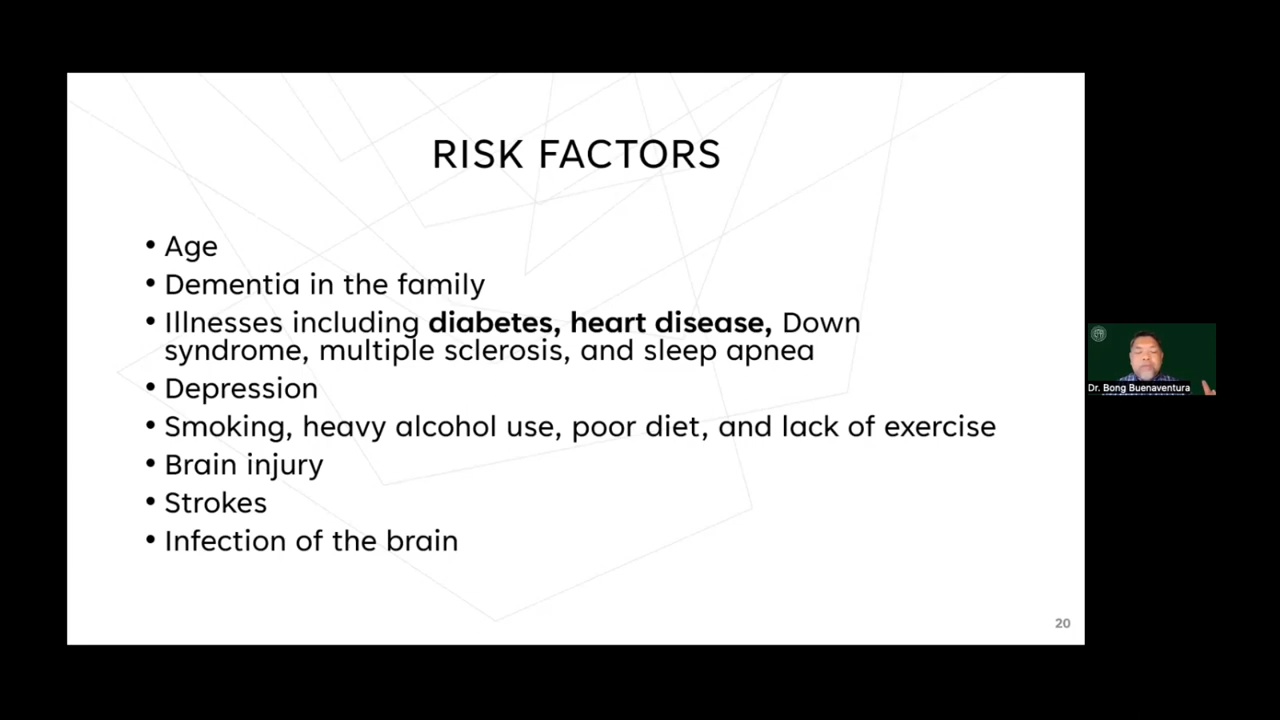 RISK FACTORS
• Age
• Dementia in the family
• Illnesses including diabetes, heart disease, Down
syndrome, multiple sclerosis, and sleep apnea
• Depression
• Smoking, heavy alcohol use, poor diet, and lack of exercise
• Brain injury
• Strokes
• Infection of the brain
20
Dr. Bong Buenaventura